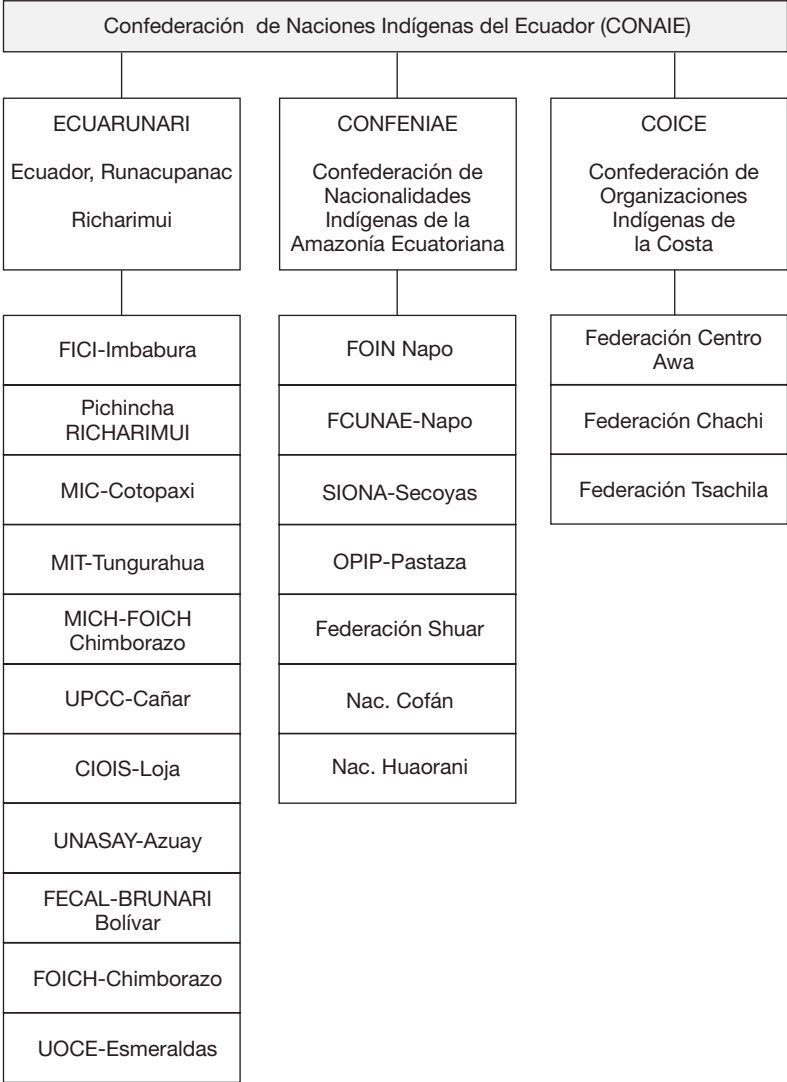 Confederación de Naciones Indígenas del Ecuador (CONAIE)
ECUARUNARI
Ecuador, Runacupanac
Richarimui
FICI-Imbabura
Pichincha
RICHARIMUI
MIC-Cotopaxi
MIT-Tungurahua
MICH-FOICH
Chimborazo
UPCC-Cañar
CIOIS-Loja
UNASAY-Azuay
FECAL-BRUNARI
Bolívar
FOICH-Chimborazo
UOCE-Esmeraldas
CONFENIAE
Confederación de
Nacionalidades
Indígenas de la
Amazonía Ecuatoriana
FOIN Napo
FCUNAE-Napo
SIONA-Secoyas
OPIP-Pastaza
Federación Shuar
Nac. Cofán
Nac. Huaorani
COICE
Confederación de
Organizaciones
Indígenas de
la Costa
Federación Centro
Awa
Federación Chachi
Federación Tsachila